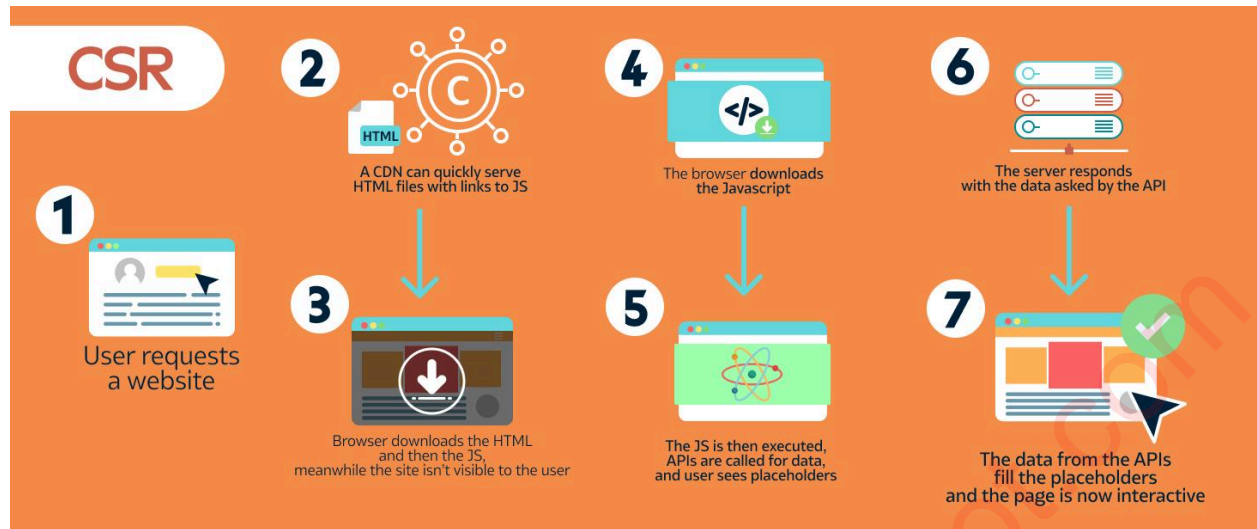 CSR
1
User requests
a website
2
C
HTML
A CDN can quickly serve
HTML files with links to JS
3
Browser downloads the HTML
and then the JS,
meanwhile the site isn't visible to the user
4
</>
The browser downloads
the Javascript
5
The JS is then executed,
APIs are called for data,
and user sees placeholders
6
The server responds
with the data asked by the API
7
The data from the APIs
fill the placeholders
and the page is now interactive